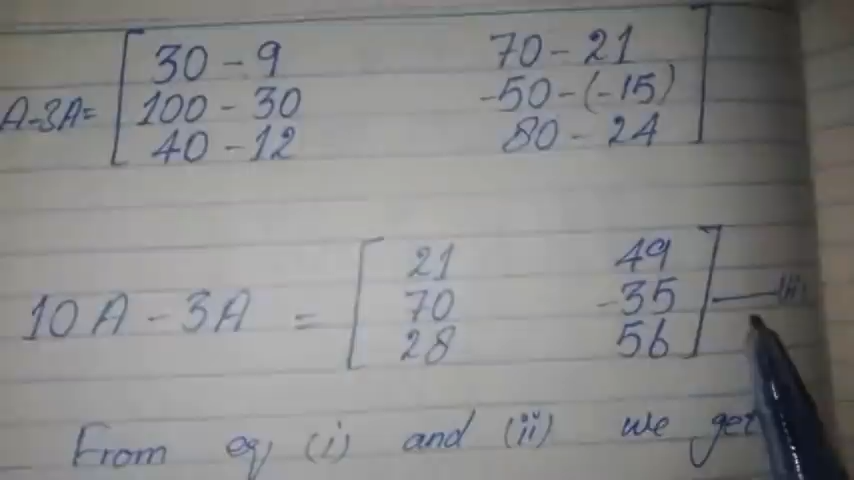 30 - 9 70 - 21
A-3A = 100 - 30 -50 - (-15)
40 - 12 80 - 24
21 49
10A - 3A = 70 -35 — (ii)
28 56
From eq (i) and (ii) we get